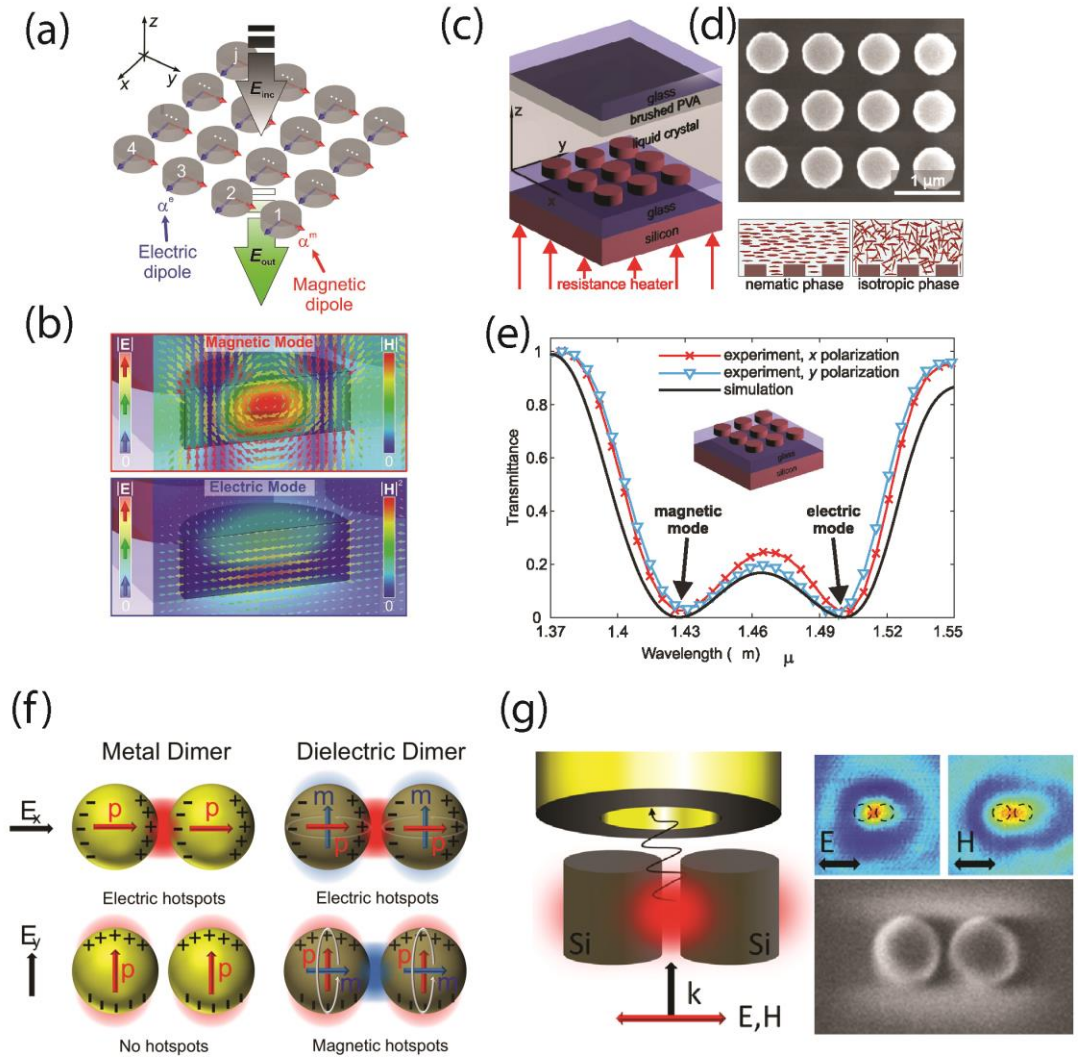 (a)
z
x
y
j
...
...
...
...
...
...
...
...
...
E_inc
4
3
2
1
α^e
α^m
Electric
dipole
E_out
Magnetic
dipole
(b)
|E|
Magnetic Mode
|H|
0
0
|E|
Electric Mode
|H|²
0
0
(c)
z
y
x
glass
brushed PVA
liquid crystal
glass
silicon
resistance heater
(d)
1 µm
nematic phase
isotropic phase
(e)
experiment, x polarization
experiment, y polarization
simulation
glass
silicon
magnetic
mode
electric
mode
Transmittance
1
0.8
0.6
0.4
0.2
0
1.37
1.4
1.43
1.46
1.49
1.52
1.55
Wavelength ( m) μ
(f)
Metal Dimer
Dielectric Dimer
E_x
p
p
m
p
m
p
Electric hotspots
Electric hotspots
E_y
p
p
p
m
p
m
No hotspots
Magnetic hotspots
(g)
Si
Si
k
E,H
E
H